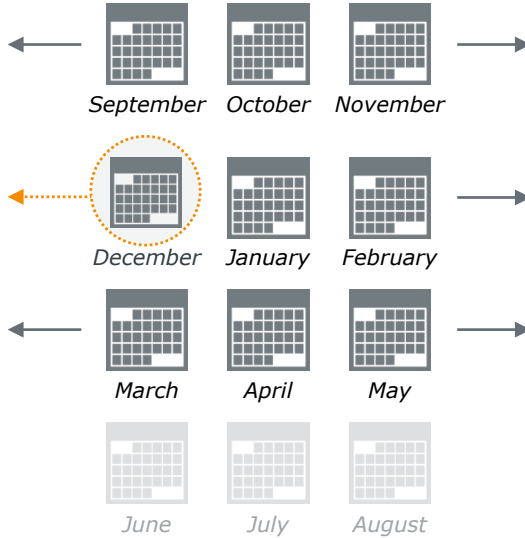 September October November
December January February
March April May
June July August